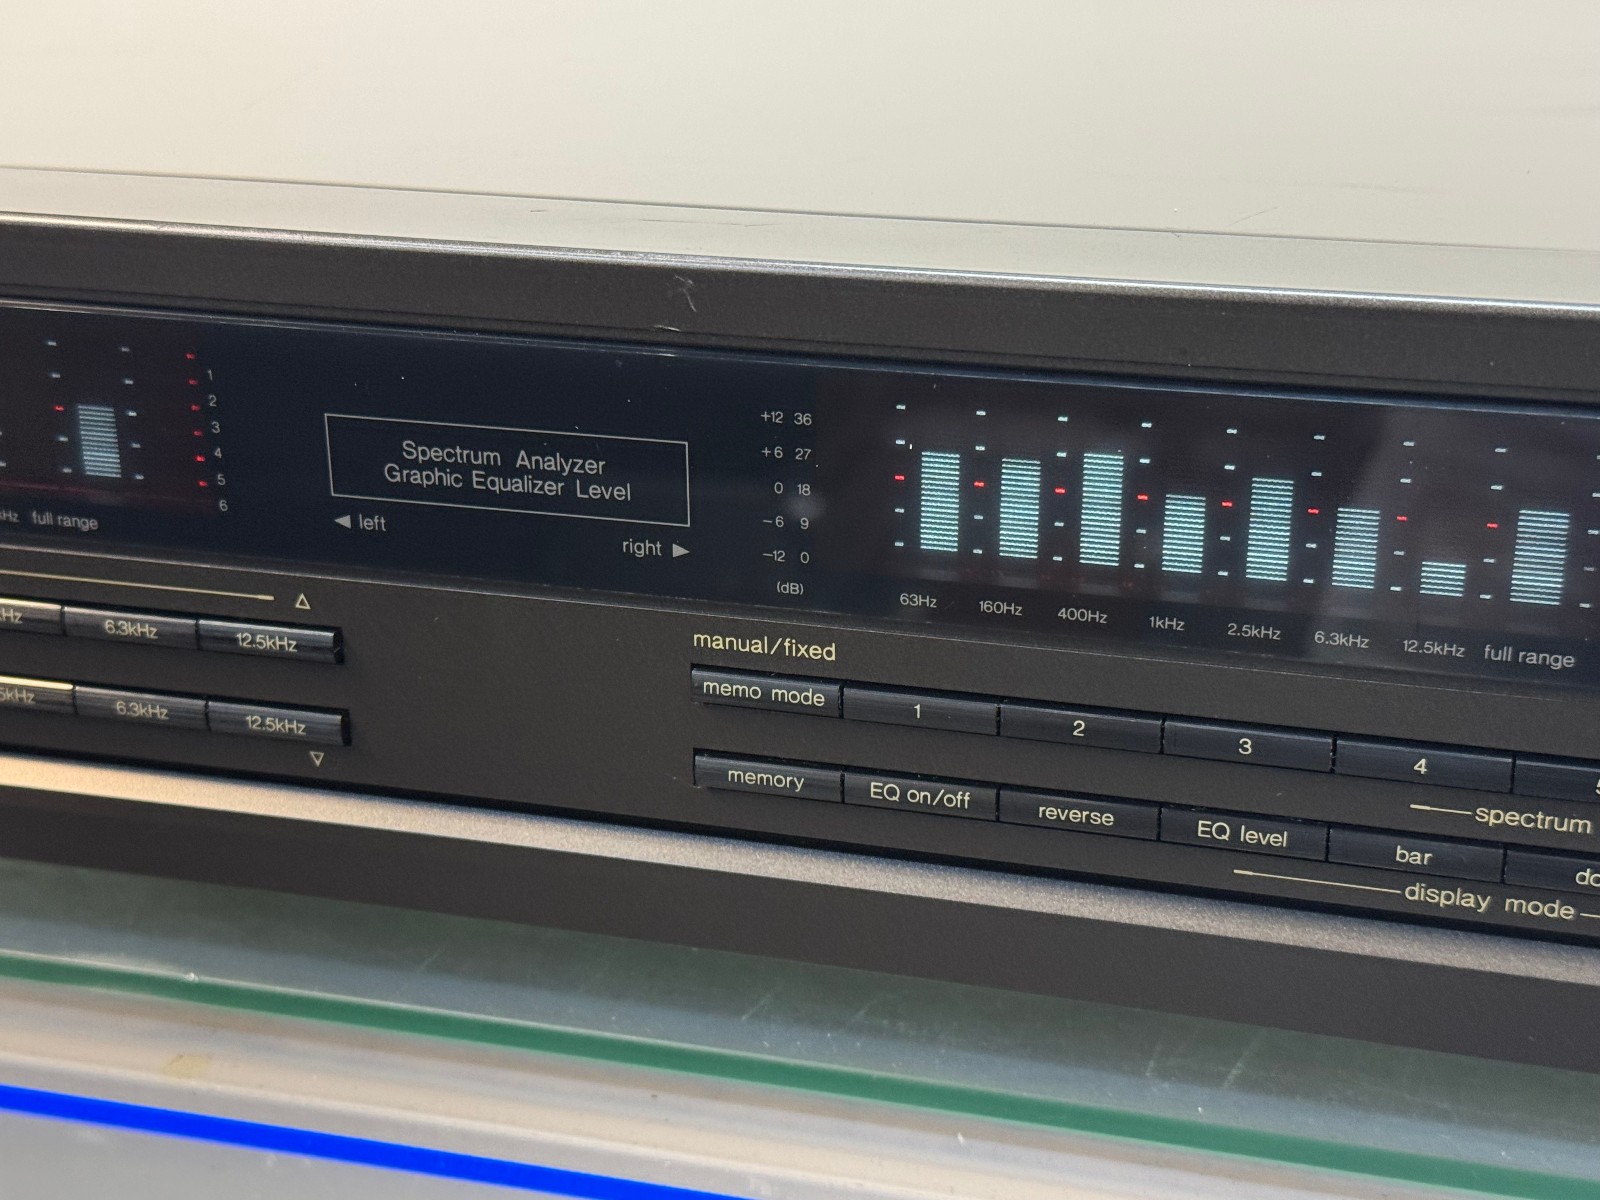 1
2
3
4
5
6
full range
Spectrum Analyzer
Graphic Equalizer Level
◀ left
right ▶
+12 36
+6 27
0 18
−6 9
−12 0
(dB)
63Hz 160Hz 400Hz 1kHz 2.5kHz 6.3kHz 12.5kHz full range
6.3kHz 12.5kHz
6.3kHz 12.5kHz
manual/fixed
memo mode 1 2 3 4
spectrum
memory EQ on/off reverse EQ level bar
display mode